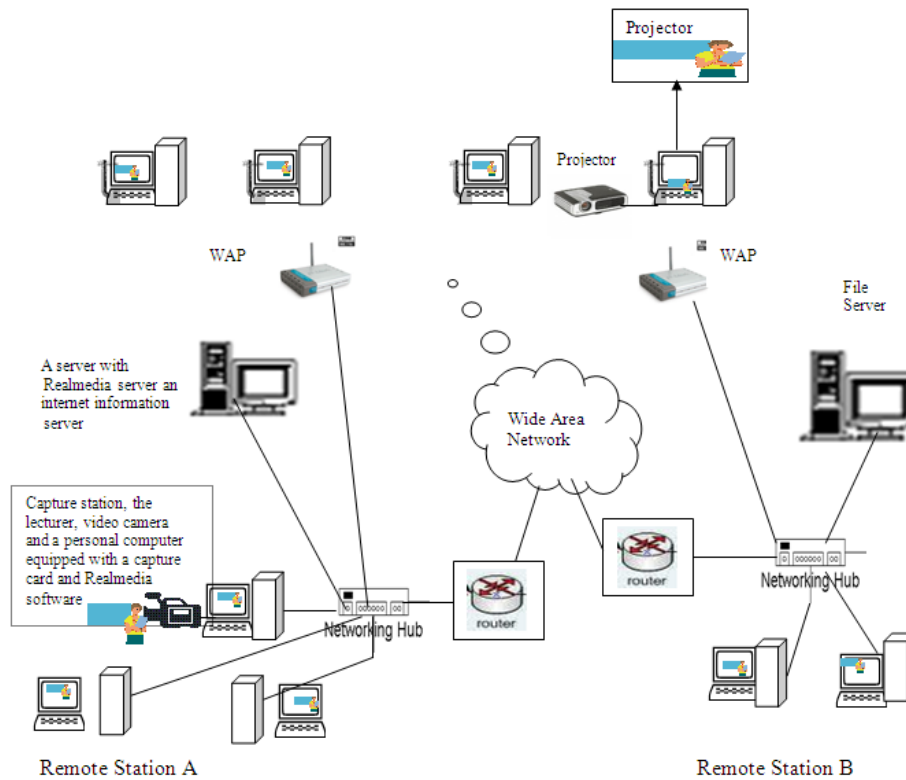 Projector
Projector
WAP
WAP
File
Server
A server with
Realmedia server an
internet information
server
Wide Area
Network
Capture station, the
lecturer, video camera
and a personal computer
equipped with a capture
card and Realmedia
software
router
router
Networking Hub
Networking Hub
Remote Station A
Remote Station B